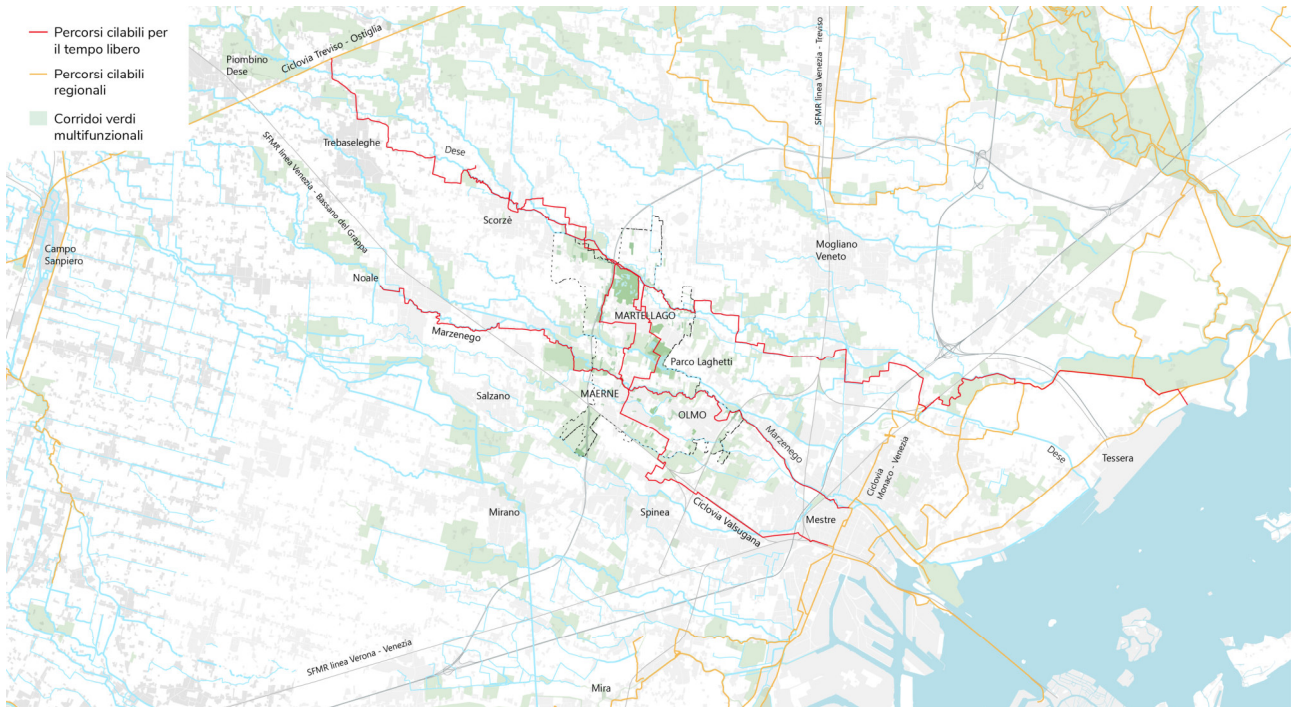 Percorsi cilabili per
il tempo libero
Percorsi cilabili
regionali
Corridoi verdi
multifunzionali
Piombino
Dese
Ciclovia Treviso - Ostiglia
SFMR linea Venezia - Treviso
Trebaseleghe
Dese
SFMR linea Venezia - Bassano del Grappa
Scorzè
Campo
Sanpiero
Mogliano
Veneto
Noale
MARTELLAGO
Marzenego
Parco Laghetti
Salzano
MAERNE
OLMO
Marzenego
Ciclovia
Monaco - Venezia
Dese
Tessera
Mirano
Spinea
Ciclovia Valsugana
Mestre
SFMR linea Verona - Venezia
Mira